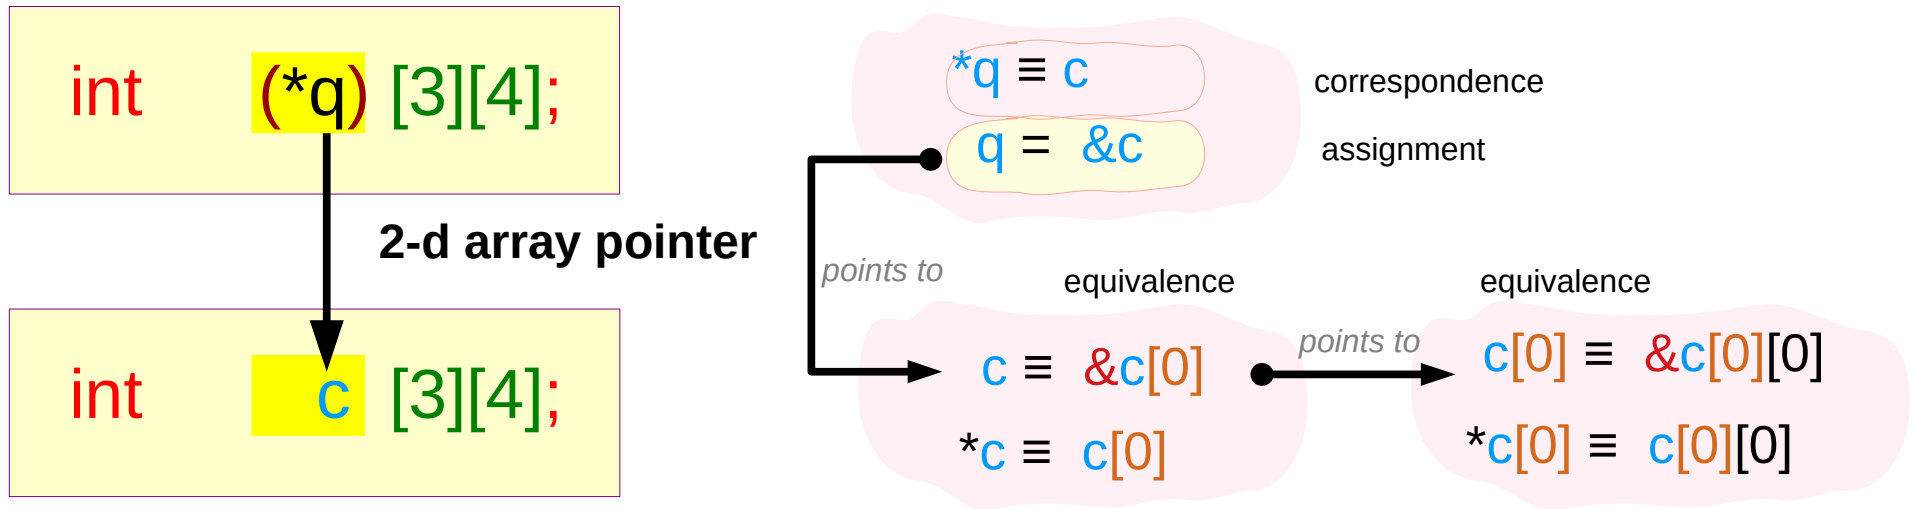 int (*q) [3][4];
2-d array pointer
int c [3][4];
*q ≡ c
correspondence
q = &c
assignment
points to
equivalence
c ≡ &c[0]
*c ≡ c[0]
points to
equivalence
c[0] ≡ &c[0][0]
*c[0] ≡ c[0][0]